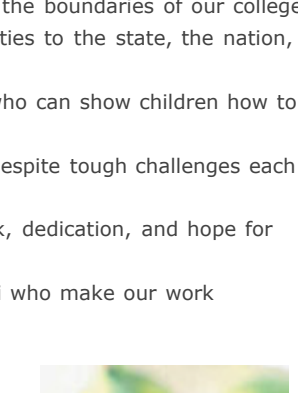 the boundaries of our college
ties to the state, the nation,
who can show children how to
espite tough challenges each
, dedication, and hope for
who make our work